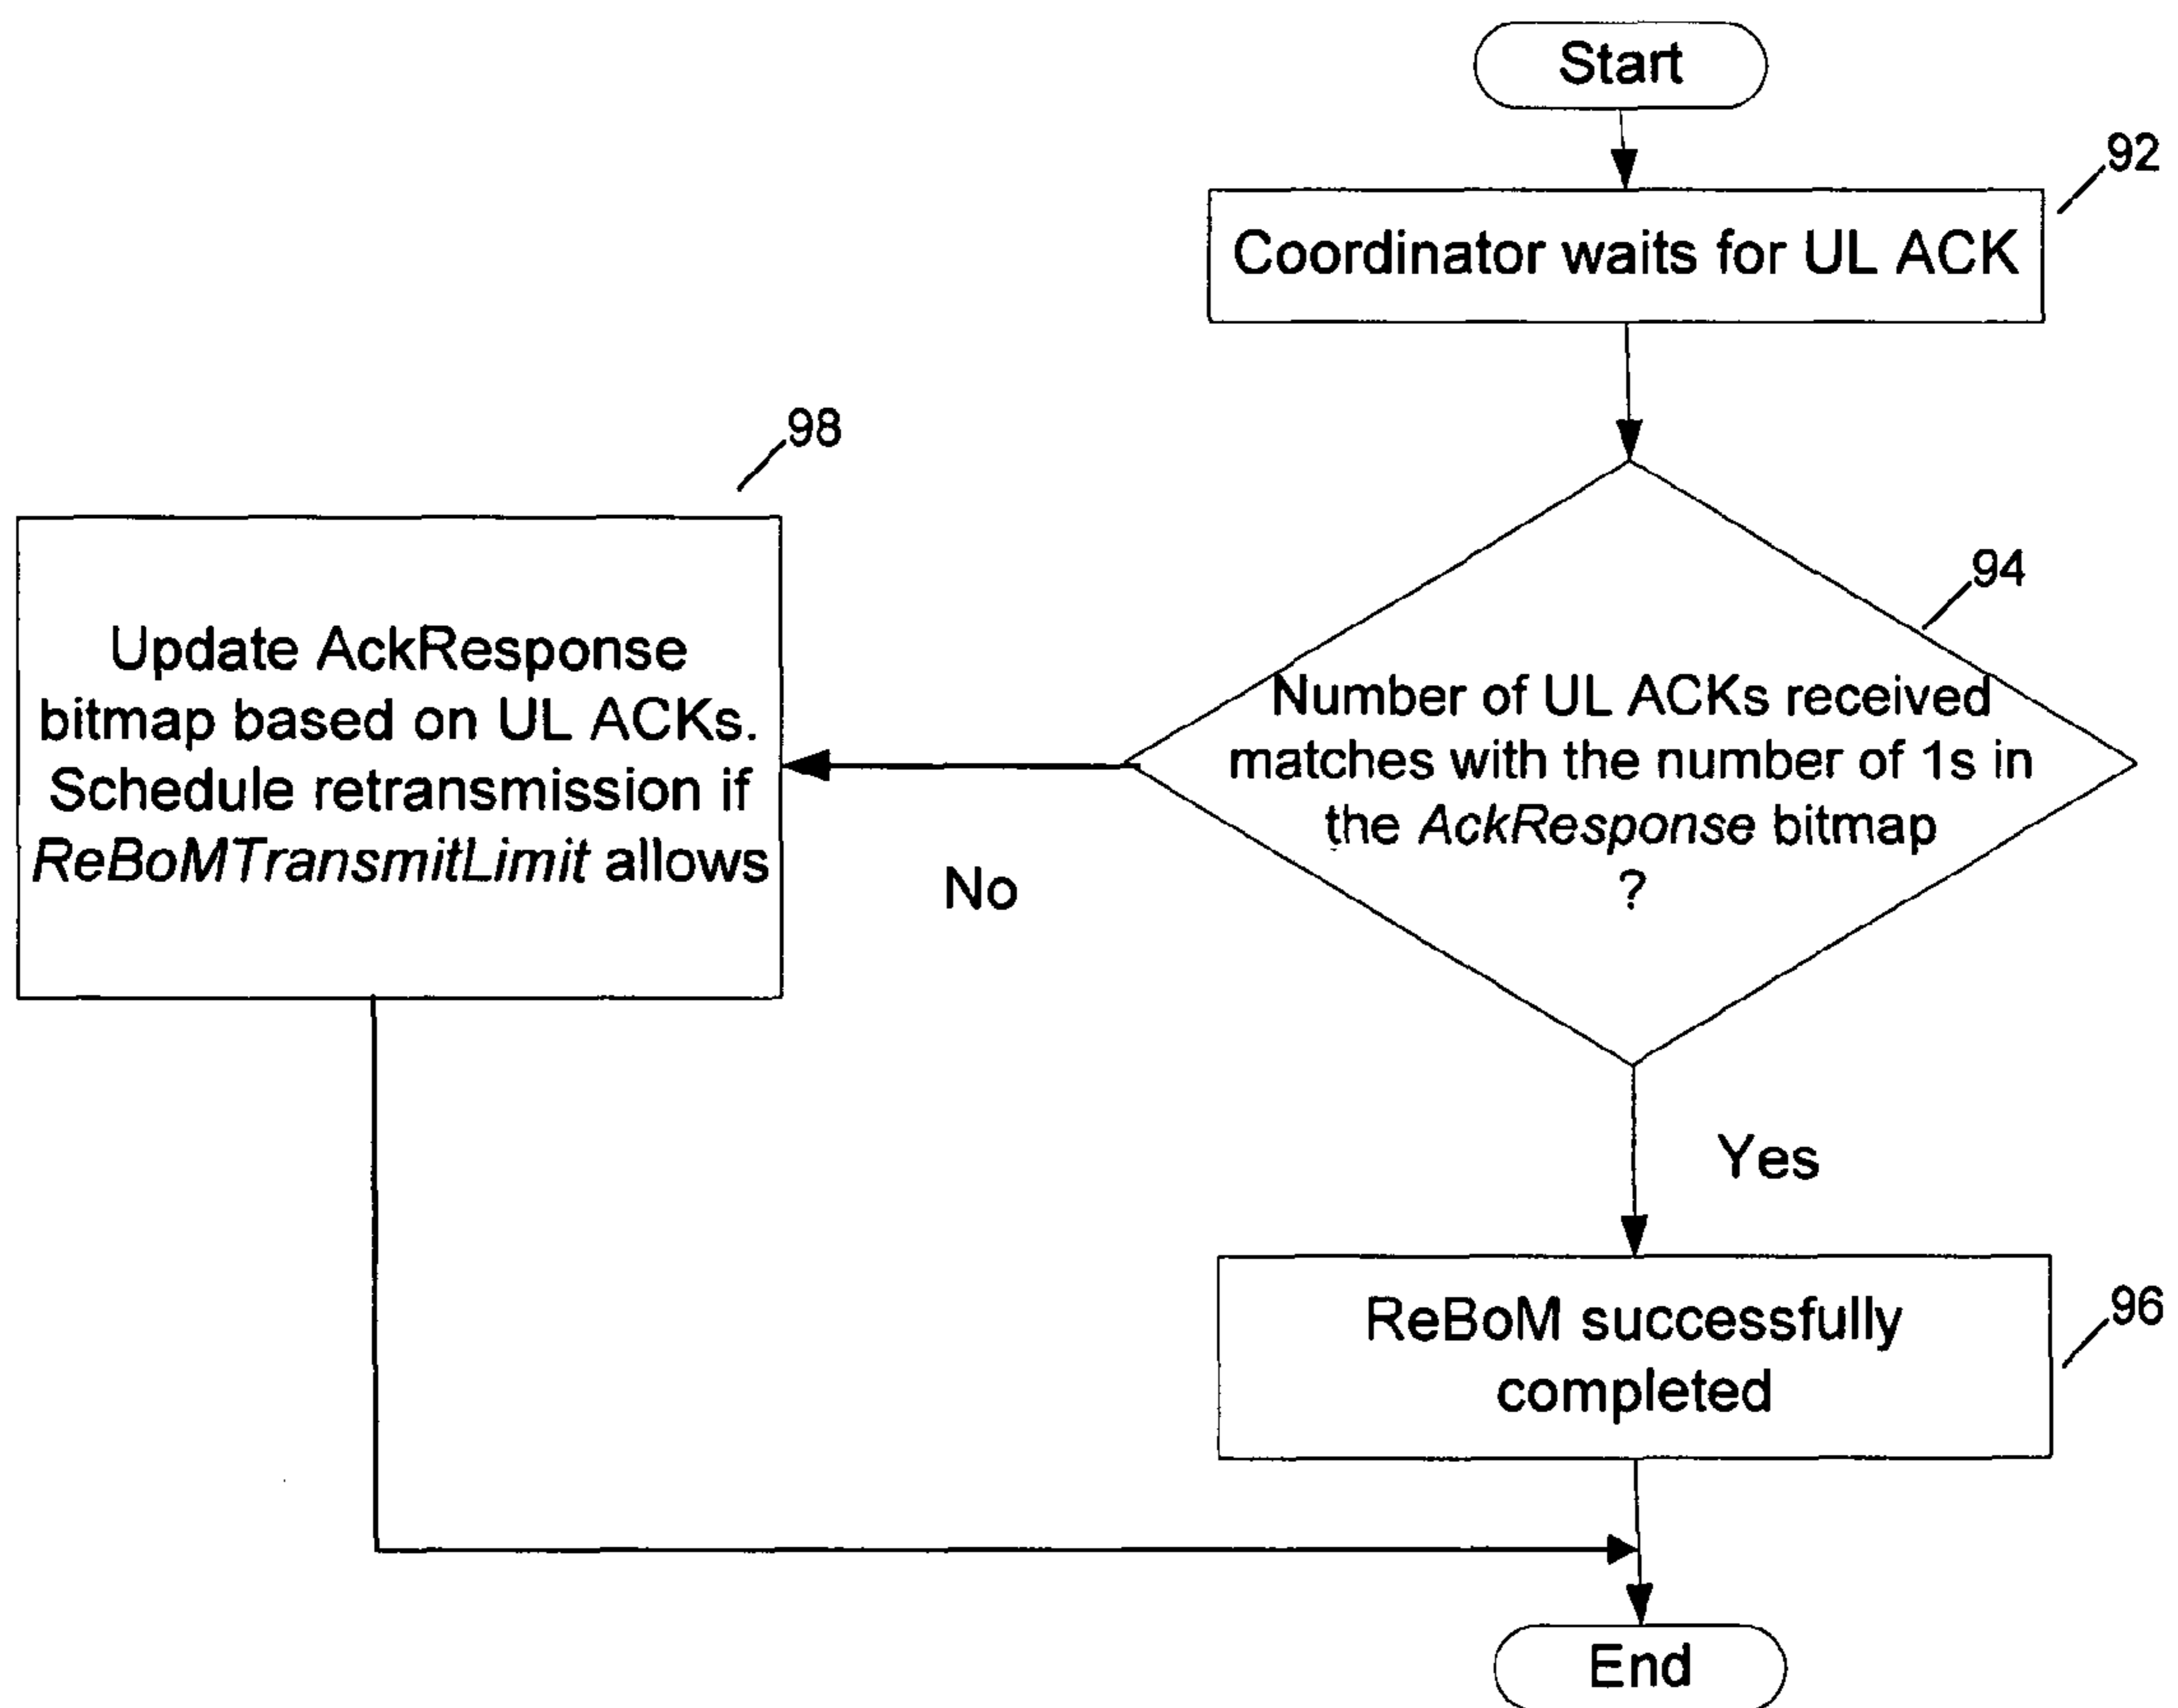 Start
92
Coordinator waits for UL ACK
98
94
Update AckResponse
bitmap based on UL ACKs.
Schedule retransmission if
ReBoMTransmitLimit allows
Number of UL ACKs received
matches with the number of 1s in
the AckResponse bitmap
?
No
Yes
ReBoM successfully
completed
96
End